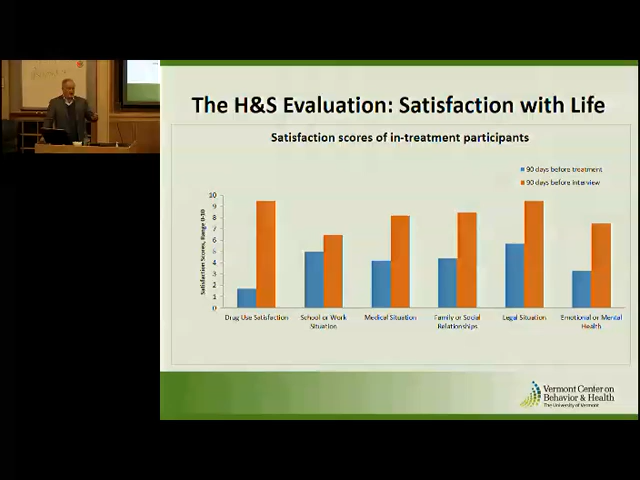 The H&S Evaluation: Satisfaction with Life
Satisfaction scores of in-treatment participants
90 days before treatment
90 days before interview
Satisfaction Scores, Range 0-10
10
9
8
7
6
5
4
3
2
1
0
Drug Use Satisfaction
School or Work
Situation
Medical Situation
Family or Social
Relationships
Legal Situation
Emotional or Mental
Health
Vermont Center on
Behavior & Health
The University of Vermont